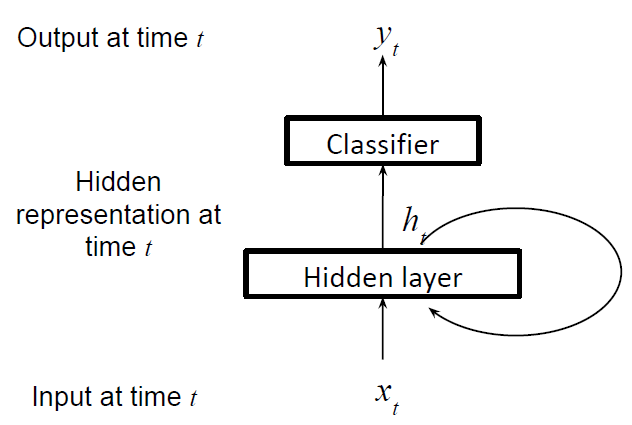 Output at time t
y_t
Classifier
Hidden
representation at
time t
h_t
Hidden layer
Input at time t
x_t